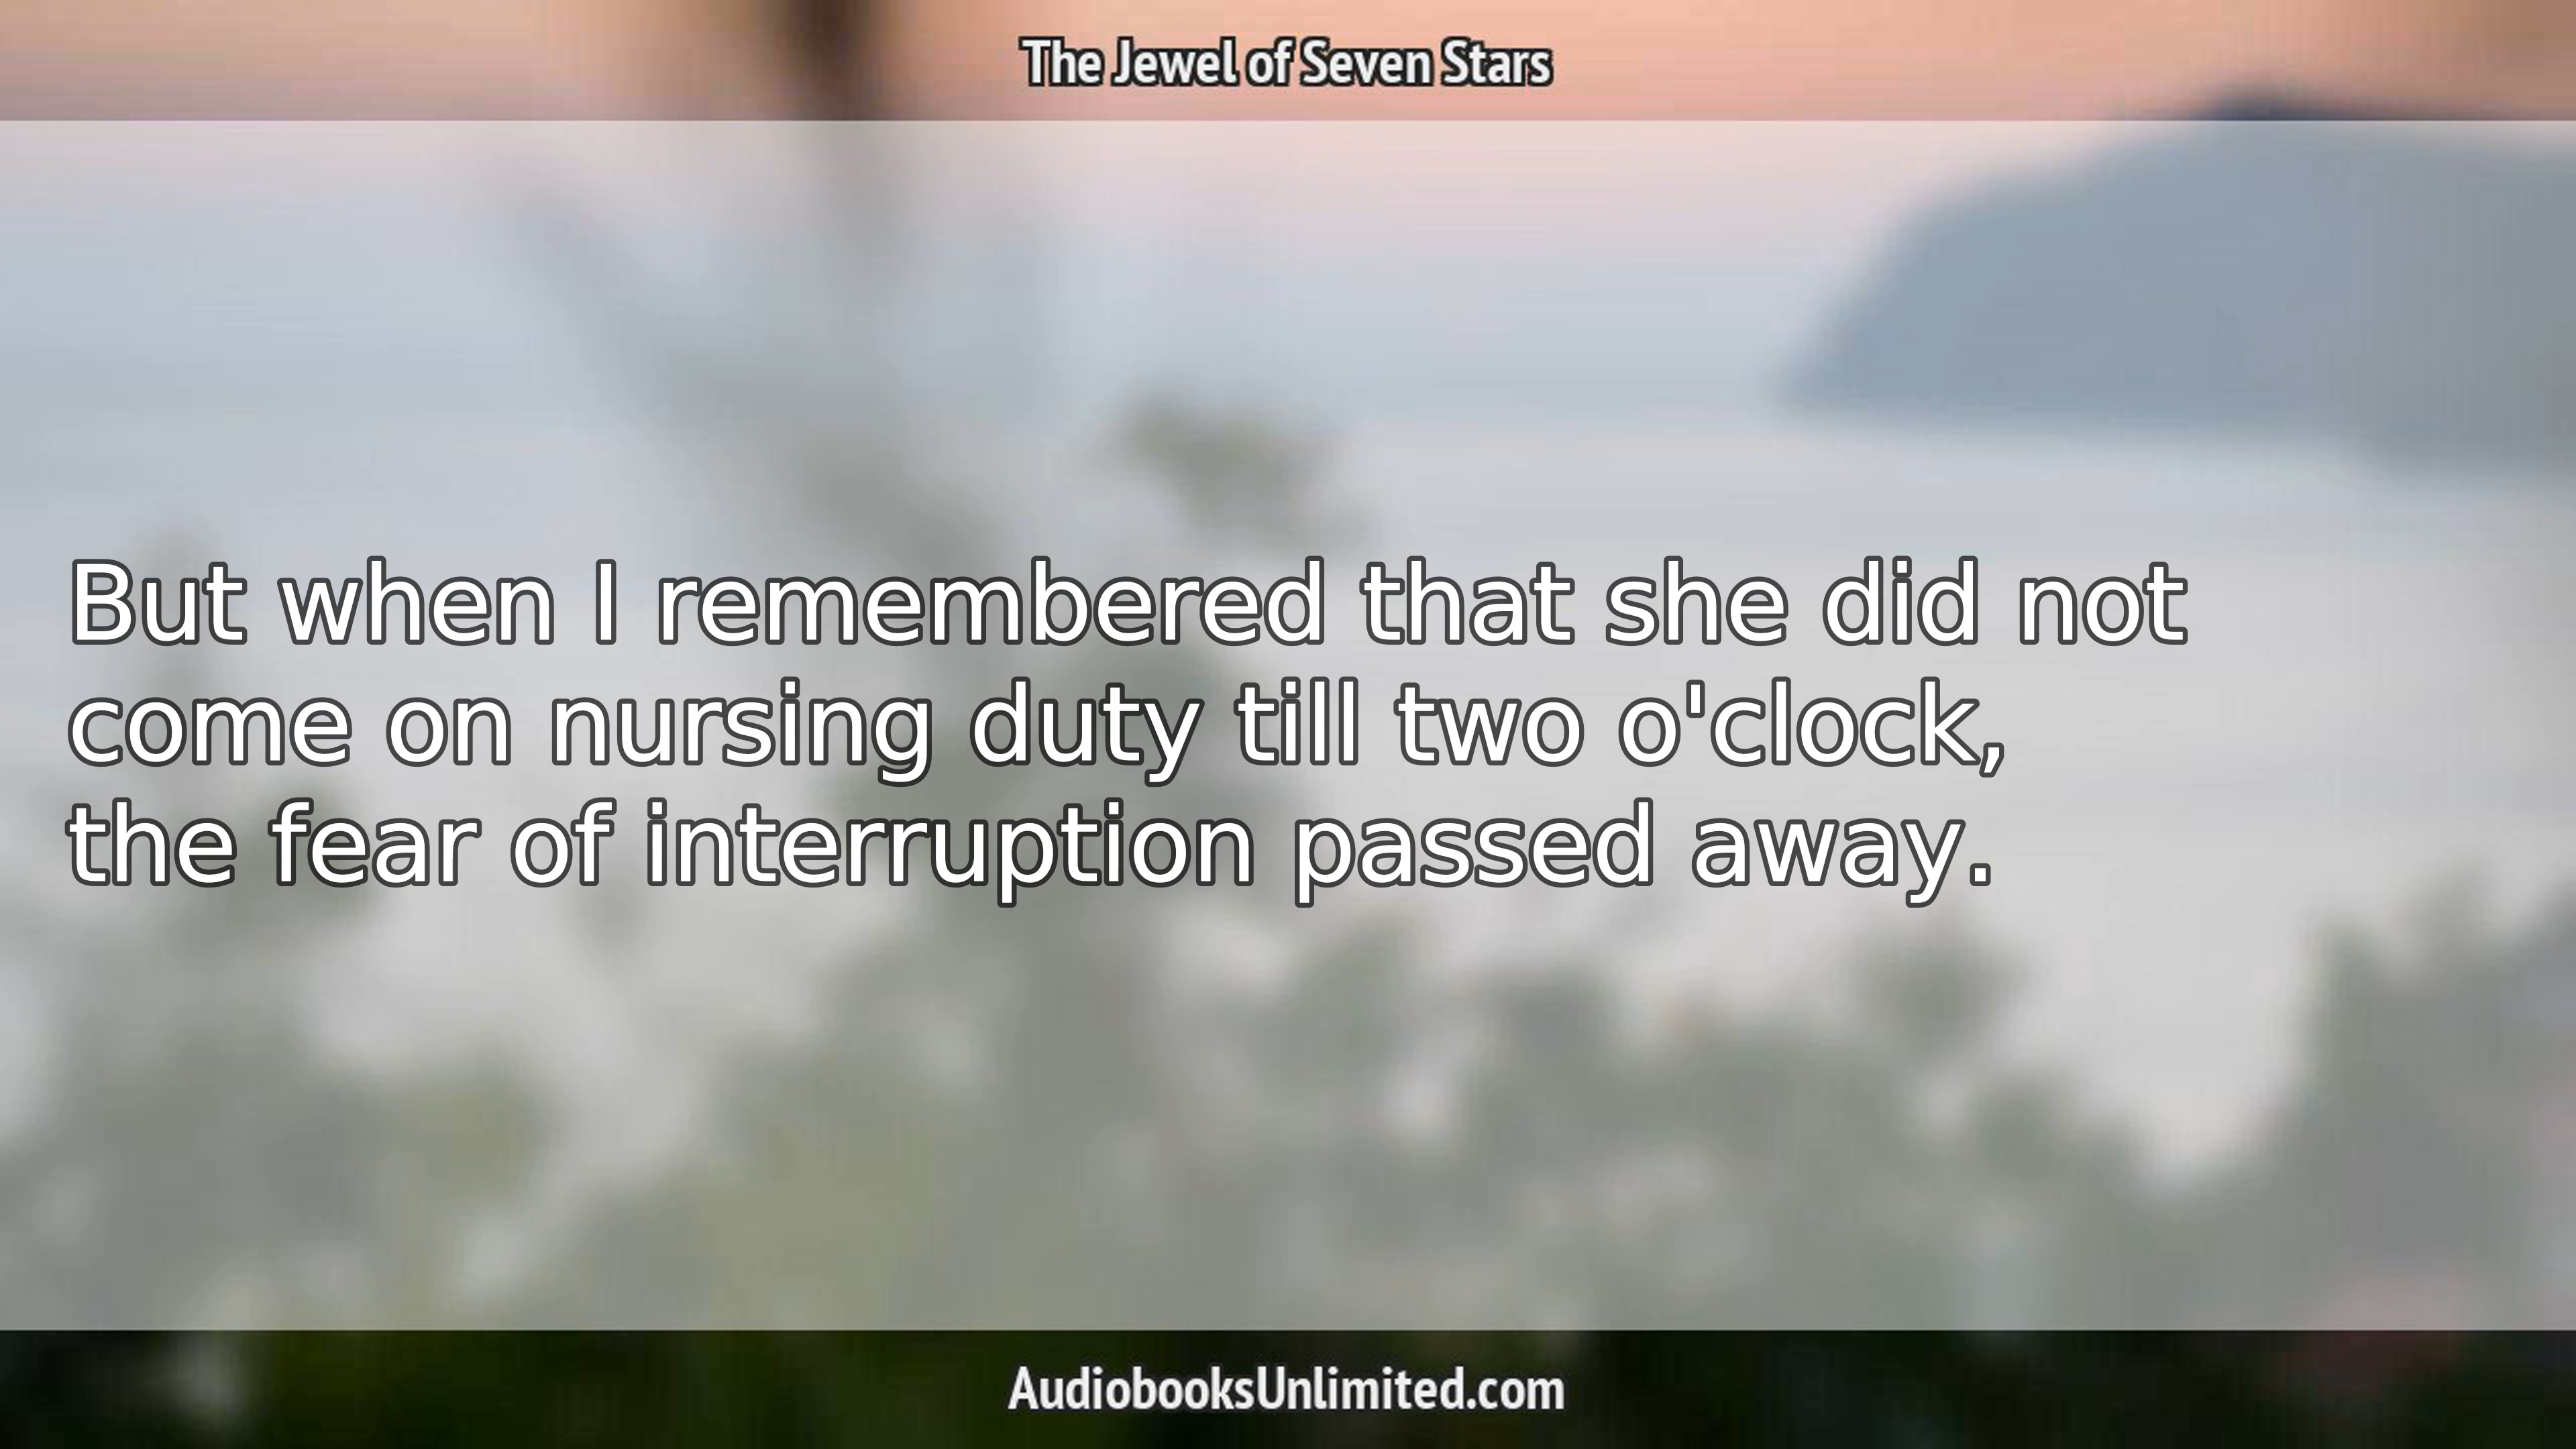 The Jewel of Seven Stars
But when I remembered that she did not
come on nursing duty till two o'clock,
the fear of interruption passed away.
AudiobooksUnlimited.com